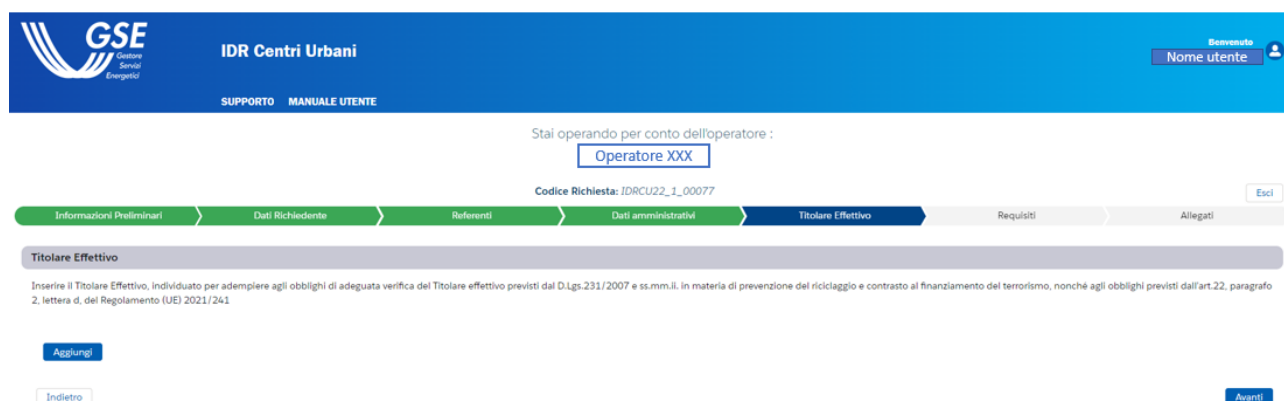 GSE
Gestore
Servizi
Energetici
IDR Centri Urbani
Benvenuto
Nome utente
SUPPORTO MANUALE UTENTE
Stai operando per conto dell'operatore :
Operatore XXX
Codice Richiesta: IDRCU22_1_00077
Esci
Informazioni Preliminari Dati Richiedente Referenti Dati amministrativi Titolare Effettivo Requisiti Allegati
Titolare Effettivo
Inserire il Titolare Effettivo, individuato per adempiere agli obblighi di adeguata verifica del Titolare effettivo previsti dal D.Lgs.231/2007 e ss.mm.ii. in materia di prevenzione del riciclaggio e contrasto al finanziamento del terrorismo, nonché agli obblighi previsti dall'art.22, paragrafo
2, lettera d, del Regolamento (UE) 2021/241
Aggiungi
Indietro
Avanti